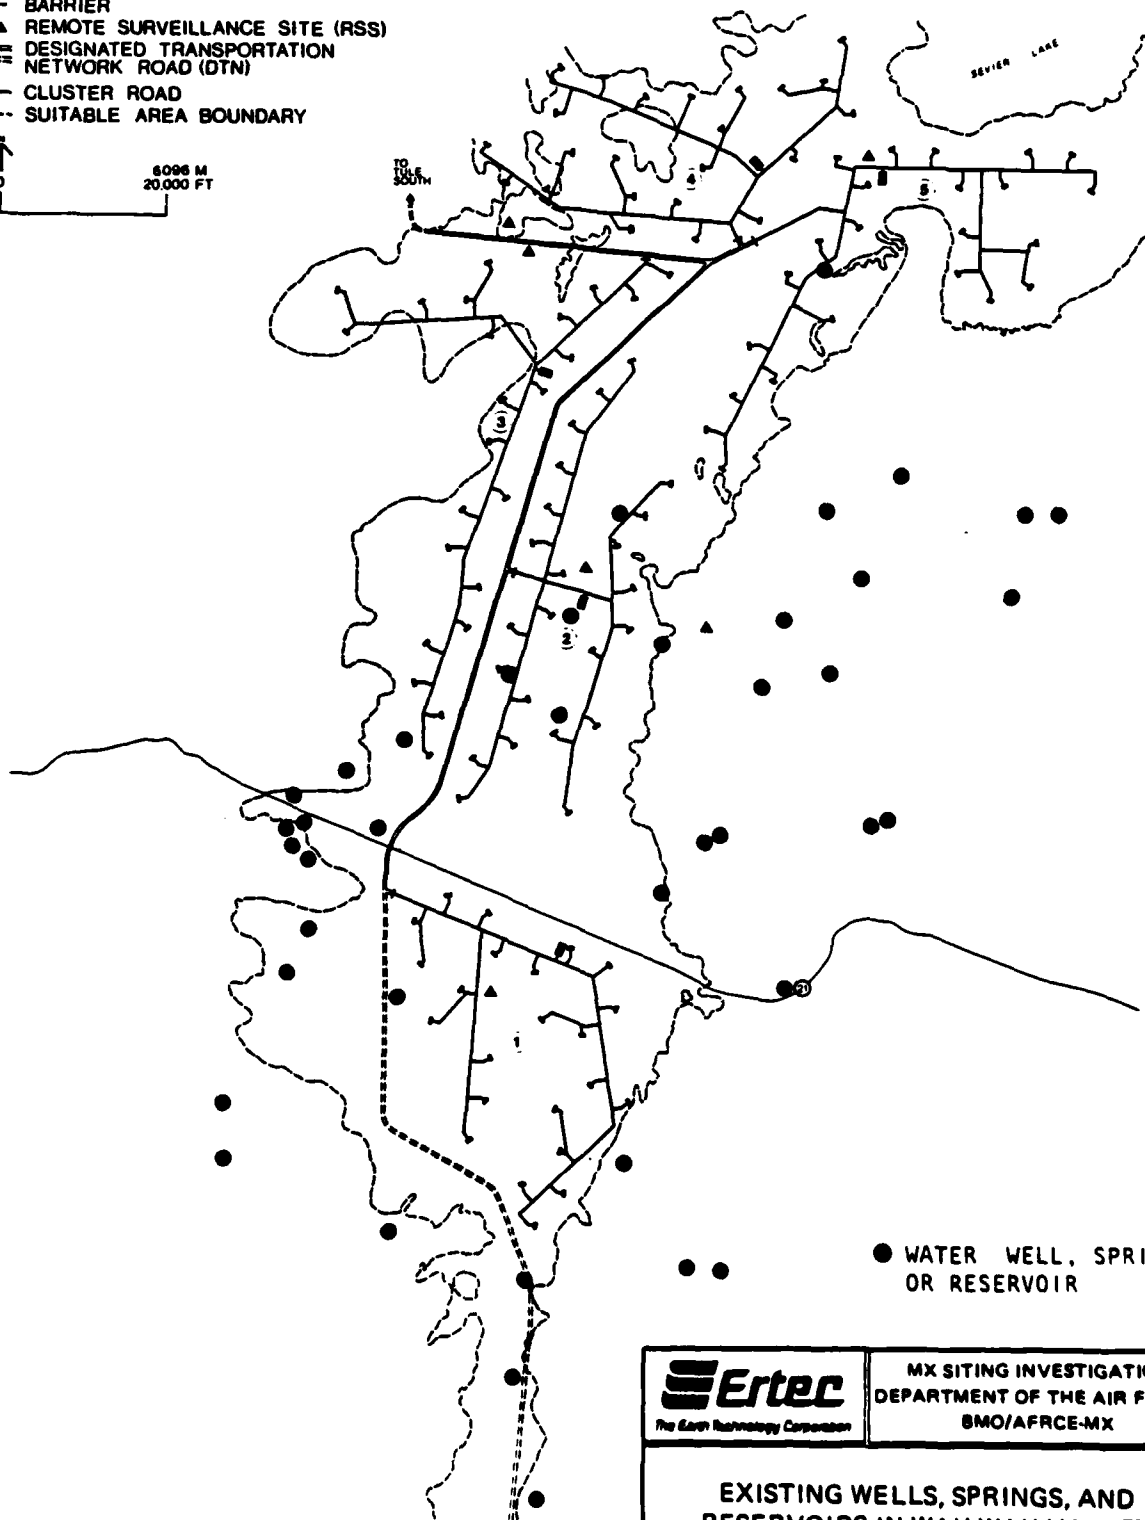 BARRIER
REMOTE SURVEILLANCE SITE (RSS)
DESIGNATED TRANSPORTATION
NETWORK ROAD (DTN)
CLUSTER ROAD
SUITABLE AREA BOUNDARY
6096 M
20,000 FT
TO
TULE
SOUTH
SEVIER LAKE
4
5
3
2
21
1
WATER WELL, SPRI
OR RESERVOIR
Ertec
The Earth Technology Corporation
MX SITING INVESTIGATI
DEPARTMENT OF THE AIR F
BMO/AFRCE-MX
EXISTING WELLS, SPRINGS, AND